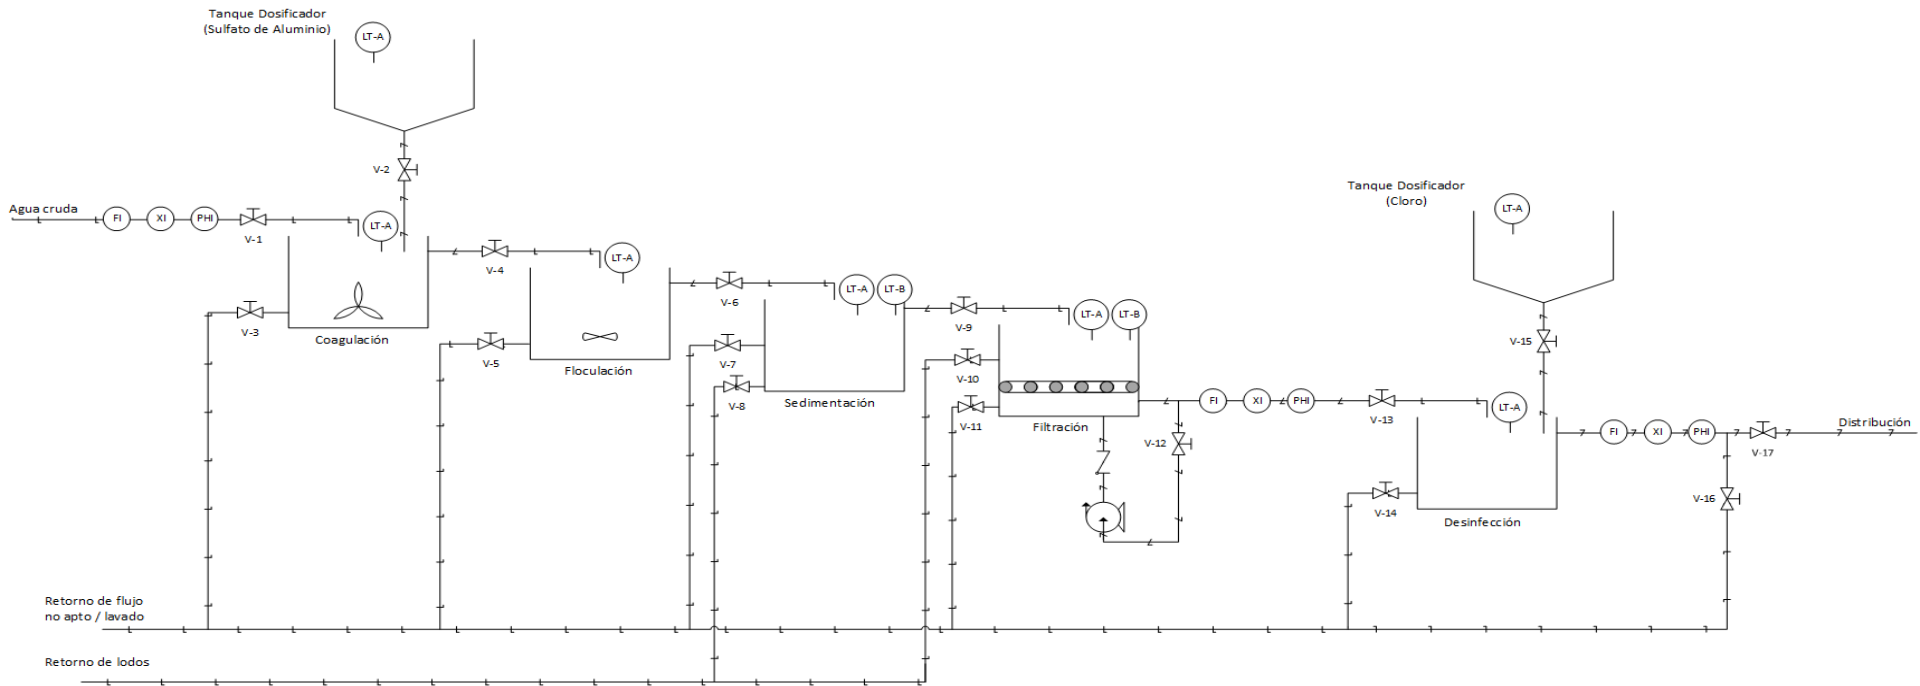 Tanque Dosificador
(Sulfato de Aluminio)
LT-A
V-2
Agua cruda
FI
XI
PHI
V-1
LT-A
V-3
Coagulación
V-4
LT-A
V-5
Floculación
V-6
LT-A
LT-B
V-7
V-8
Sedimentación
V-9
LT-A
LT-B
V-10
V-11
Filtración
V-12
FI
XI
PHI
V-13
Tanque Dosificador
(Cloro)
LT-A
V-15
LT-A
V-14
Desinfección
FI
XI
PHI
V-17
V-16
Distribución
Retorno de flujo
no apto / lavado
Retorno de lodos